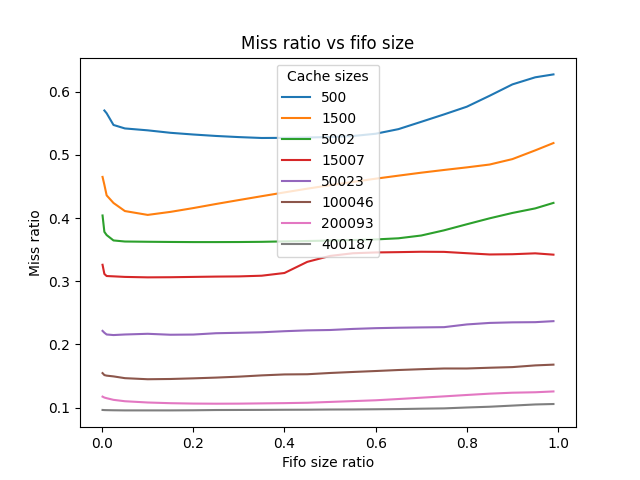 Miss ratio vs fifo size
Cache sizes
500
1500
5002
15007
50023
100046
200093
400187
Miss ratio
0.6
0.5
0.4
0.3
0.2
0.1
0.0 0.2 0.4 0.6 0.8 1.0
Fifo size ratio